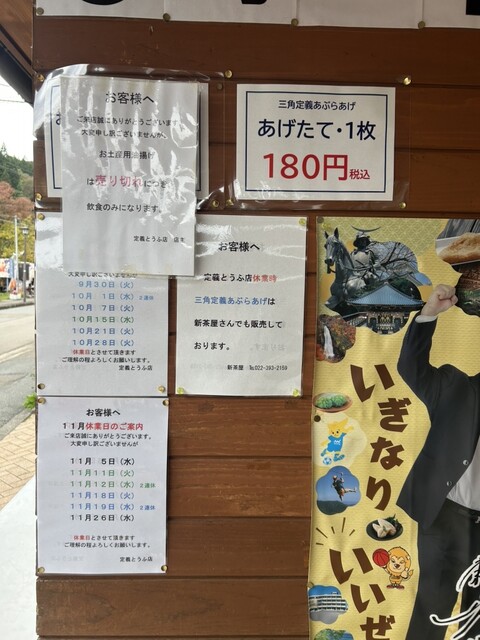 お客様へ
ご来店誠にありがとうございます
大変申し訳ございませんが、
お土産用油揚げ
は売り切れにつき
飲食のみになります。
定義とうふ店 店主
三角定義あぶらあげ
あげたて・1枚
180円税込
大変申し訳ございませんが
9月30日(火)
10月 1日(水)2連休
10月 7日(火)
10月15日(水)
10月21日(火)
10月28日(火)
休業日とさせて頂きます
ご理解の程よろしくお願いします。
定義とうふ店
お客様へ
定義とうふ店休業時
三角定義あぶらあげは
新茶屋さんでも販売して
おります。
新茶屋 ℡022-393-2159
お客様へ
11月休業日のご案内
ご来店誠にありがとうございます。
大変申し訳ございませんが
11月 5日(水)
11月11日(火)
11月12日(水)2連休
11月18日(火)
11月19日(水)2連休
11月26日(水)
休業日とさせて頂きます
ご理解の程よろしくお願いします。
定義とうふ店
いぎなり
いいぜ